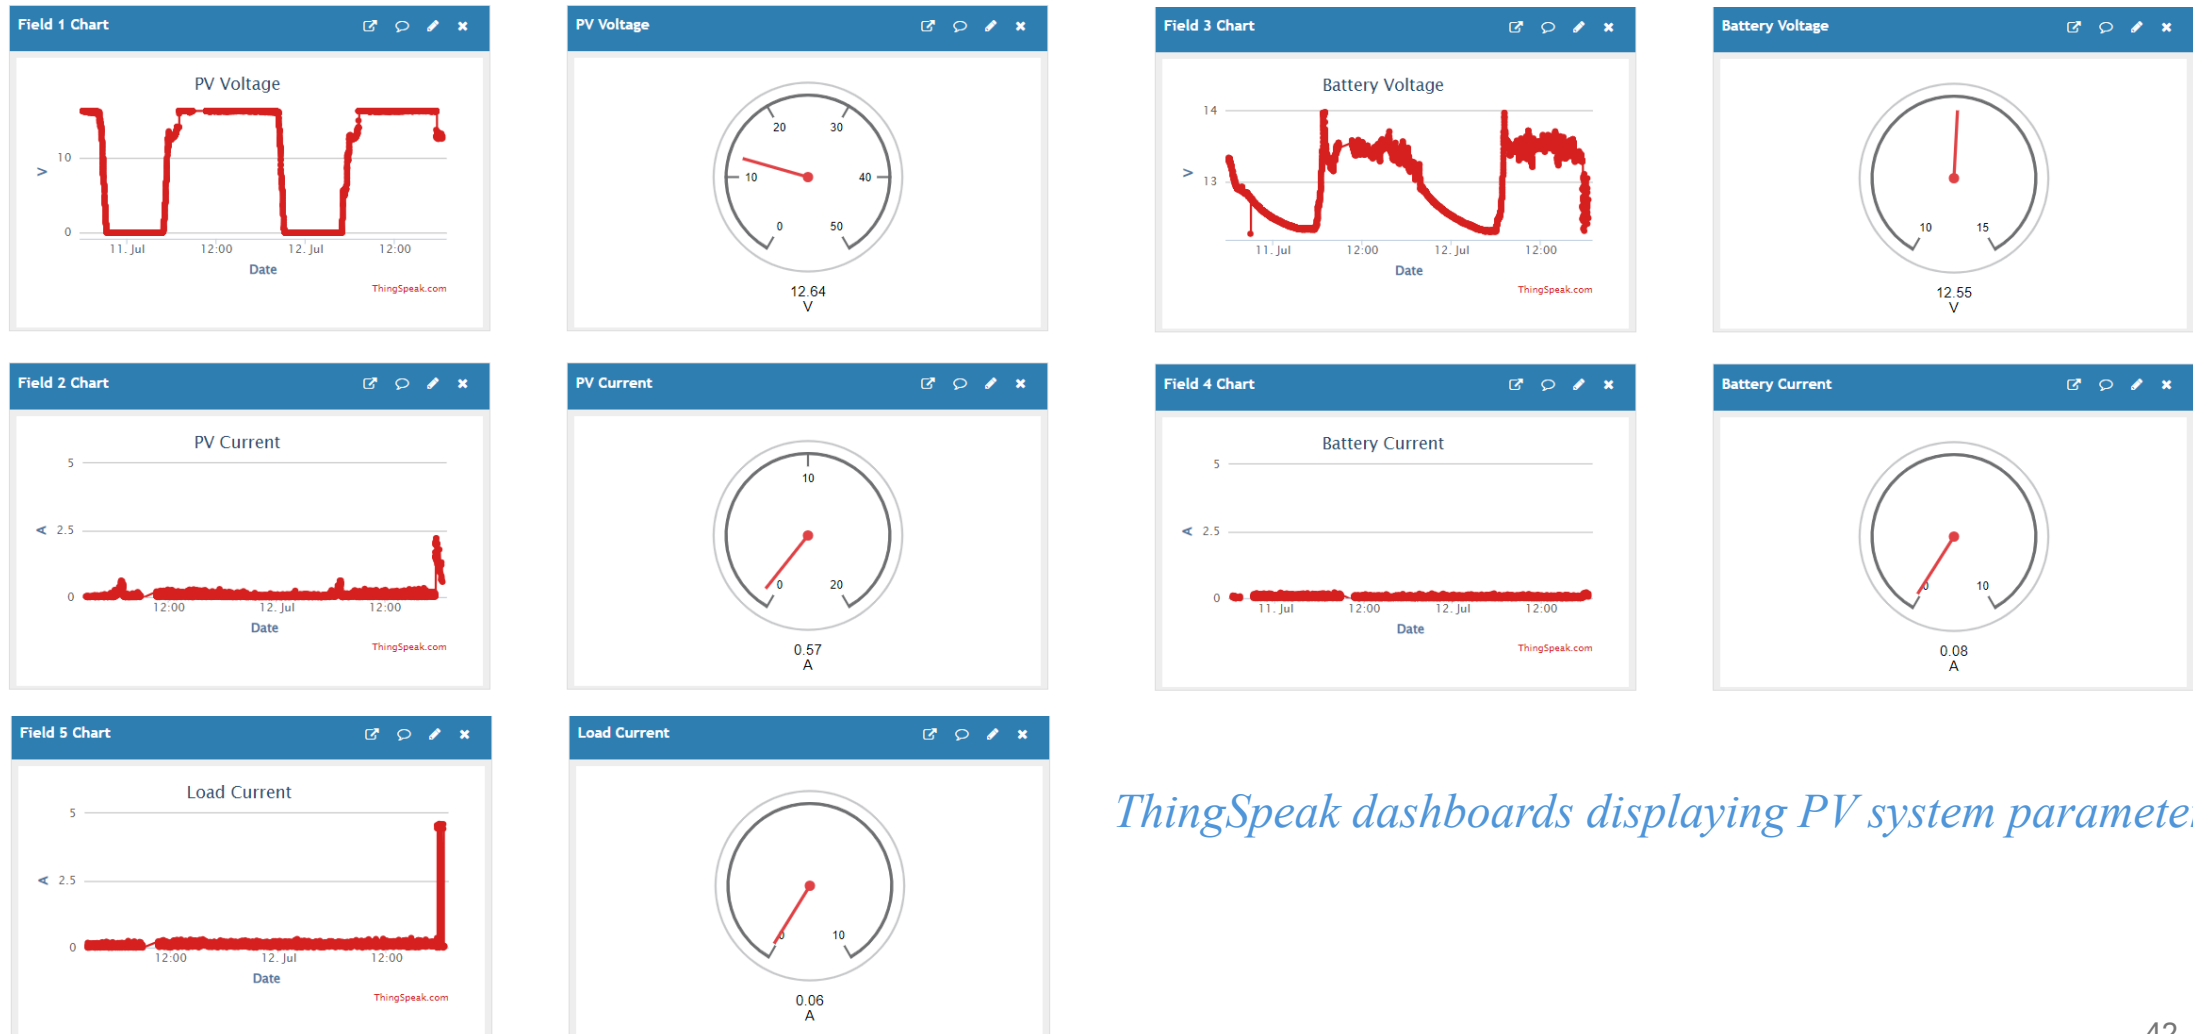 Field 1 Chart
PV Voltage
10
0
V
11. Jul 12:00 12. Jul 12:00
Date
ThingSpeak.com
PV Voltage
20 30
10 40
0 50
12.64
V
Field 3 Chart
Battery Voltage
14
13
V
11. Jul 12:00 12. Jul 12:00
Date
ThingSpeak.com
Battery Voltage
10 15
12.55
V
Field 2 Chart
PV Current
5
2.5
0
A
12:00 12. Jul 12:00
Date
ThingSpeak.com
PV Current
10
0 20
0.57
A
Field 4 Chart
Battery Current
5
2.5
0
A
11. Jul 12:00 12. Jul 12:00
Date
ThingSpeak.com
Battery Current
0 10
0.08
A
Field 5 Chart
Load Current
5
2.5
0
A
12:00 12. Jul 12:00
Date
ThingSpeak.com
Load Current
0 10
0.06
A
ThingSpeak dashboards displaying PV system parameter